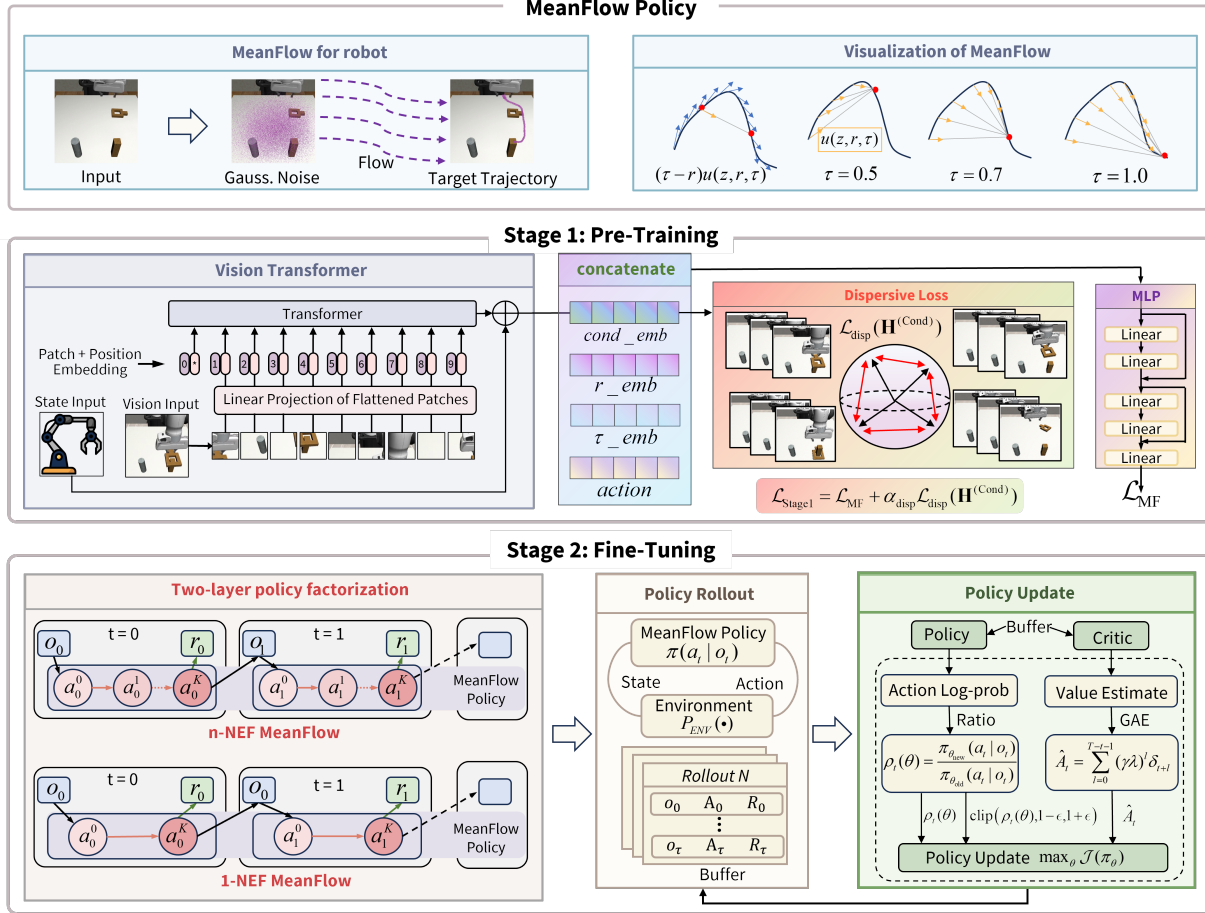 MeanFlow Policy
MeanFlow for robot
Input
Gauss. Noise
Flow
Target Trajectory
Visualization of MeanFlow
(τ−r)u(z,r,τ)
u(z,r,τ)
τ = 0.5
τ = 0.7
τ = 1.0
Stage 1: Pre-Training
Vision Transformer
Transformer
Patch + Position
Embedding
0 * 1 2 3 4 5 6 7 8 9
Linear Projection of Flattened Patches
State Input
Vision Input
concatenate
cond _ emb
r _ emb
τ _ emb
action
Dispersive Loss
ℒ_disp(H^(Cond))
ℒ_Stage1 = ℒ_MF + α_disp ℒ_disp(H^(Cond))
MLP
Linear
Linear
Linear
Linear
Linear
ℒ_MF
Stage 2: Fine-Tuning
Two-layer policy factorization
t = 0
t = 1
o_0
r_0
o_1
r_1
a_0^0
a_0^1
a_0^K
a_1^0
a_1^1
a_1^K
MeanFlow
Policy
n-NEF MeanFlow
t = 0
t = 1
o_0
r_0
o_0
r_1
a_0^0
a_0^K
a_1^0
a_1^K
MeanFlow
Policy
1-NEF MeanFlow
Policy Rollout
MeanFlow Policy
π(a_t | o_t)
State
Action
Environment
P_ENV(•)
Rollout N
o_0 A_0 R_0
⋮
o_τ A_τ R_τ
Buffer
Policy Update
Policy
Buffer
Critic
Action Log-prob
Value Estimate
Ratio
GAE
ρ_t(θ) = π_θnew(a_t | o_t) / π_θold(a_t | o_t)
Â_t = ∑_{l=0}^{T−t−1} (γλ)^l δ_{t+l}
ρ_t(θ)
clip(ρ_t(θ),1−ϵ,1+ϵ)
Â_t
Policy Update max_θ 𝒥(π_θ)